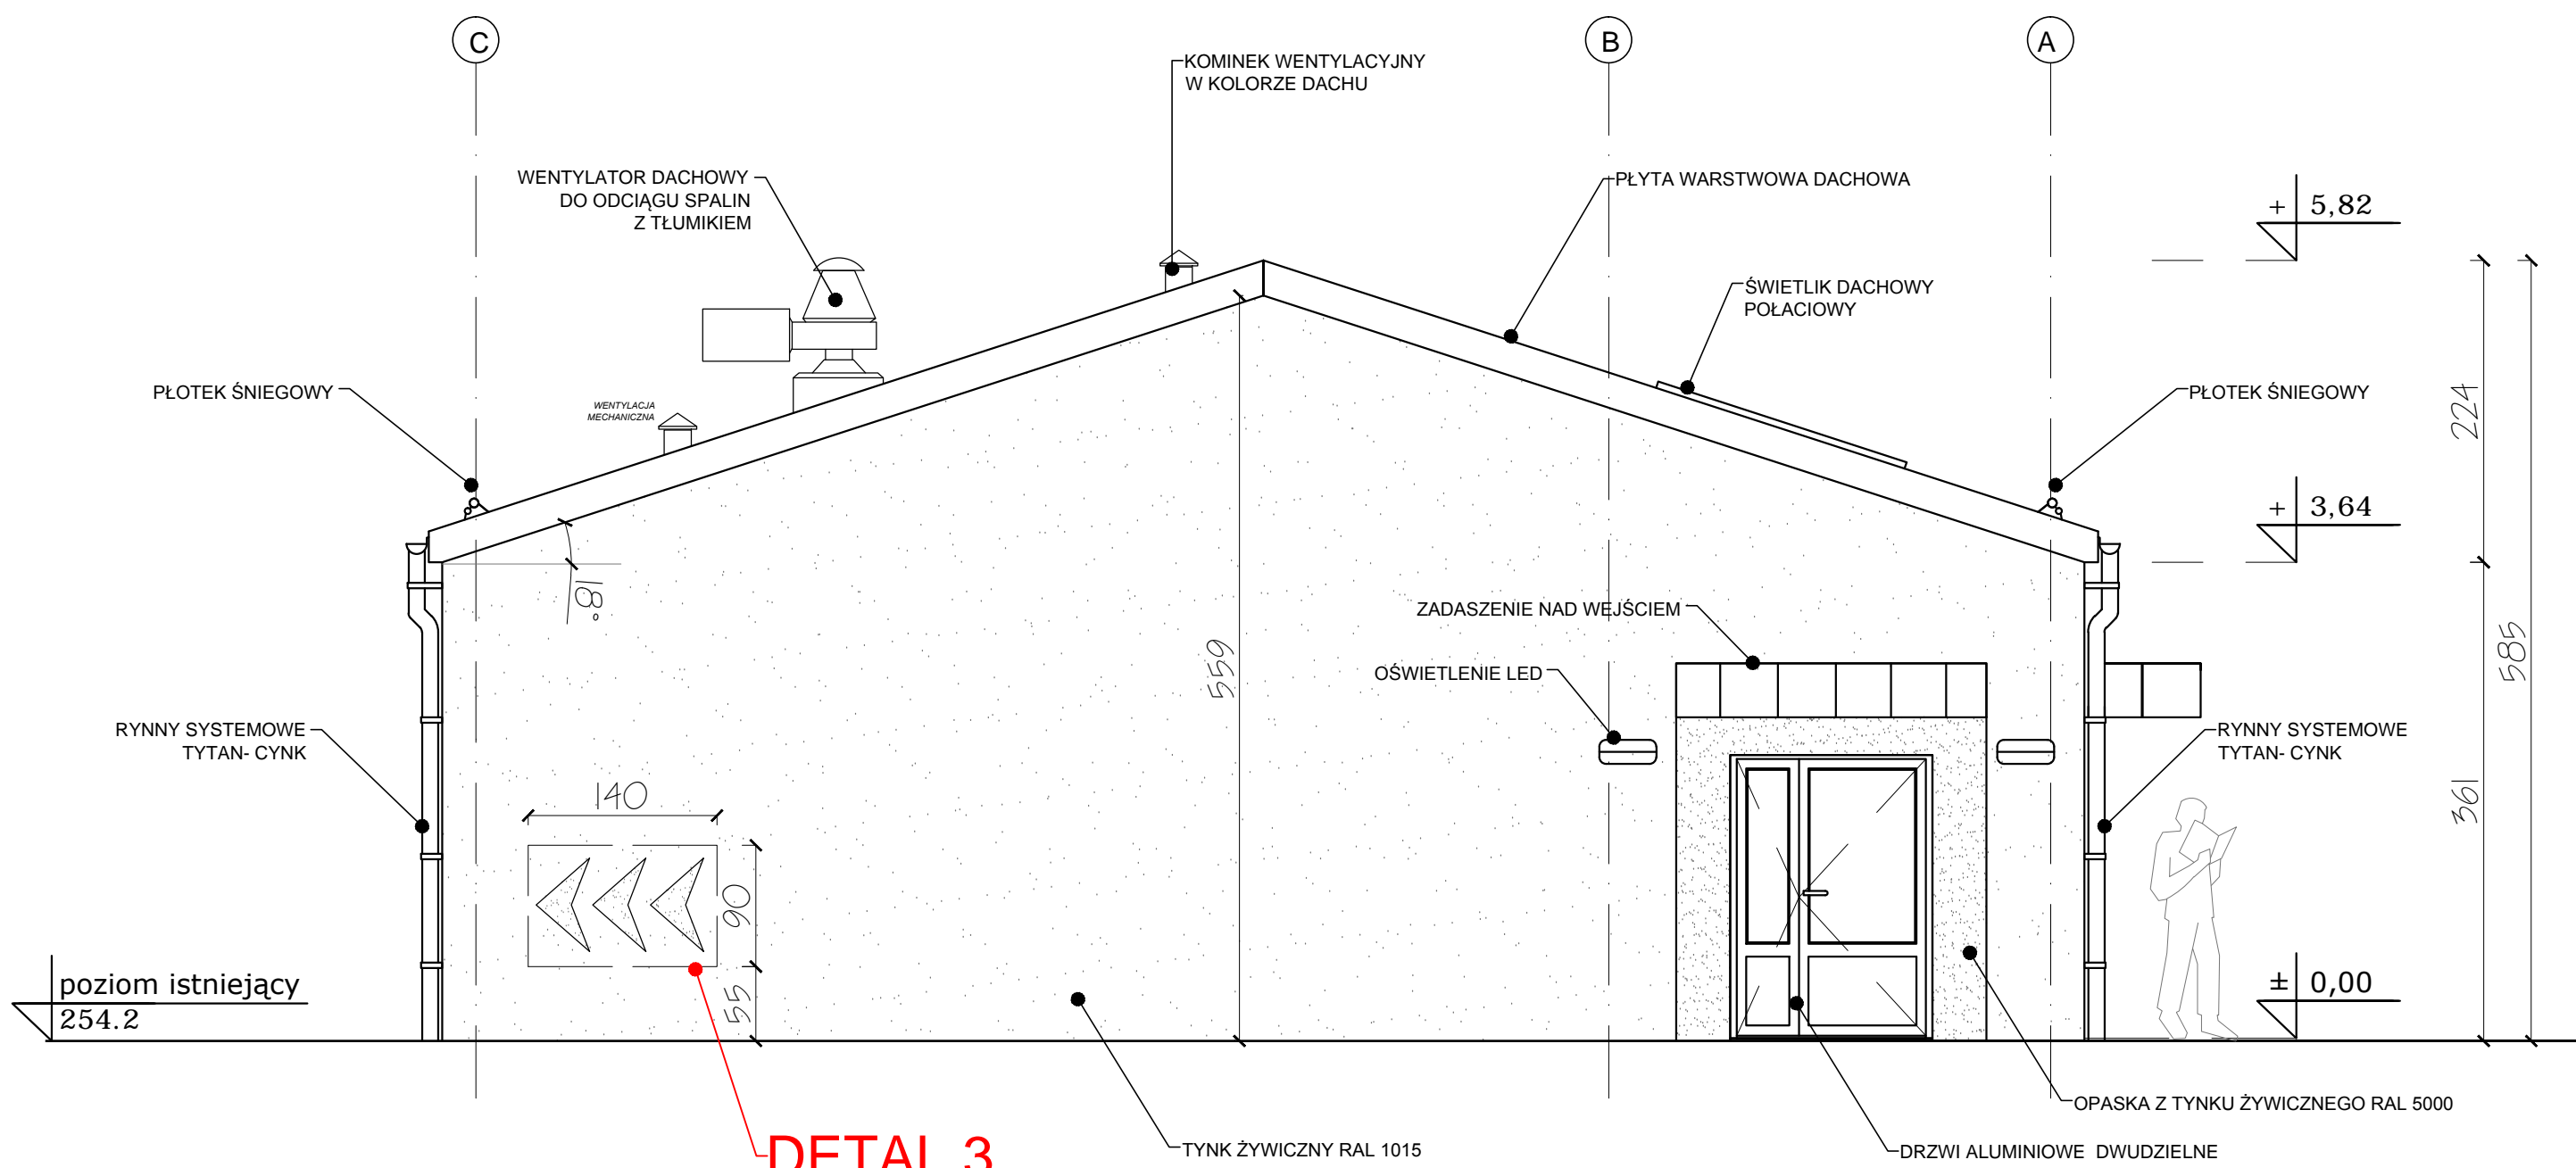 C
B
A
KOMINEK WENTYLACYJNY
W KOLORZE DACHU
WENTYLATOR DACHOWY
DO ODCIĄGU SPALIN
Z TŁUMIKIEM
PŁYTA WARSTWOWA DACHOWA
+ 5,82
ŚWIETLIK DACHOWY
POŁACIOWY
PŁOTEK ŚNIEGOWY
WENTYLACJA
MECHANICZNA
PŁOTEK ŚNIEGOWY
224
+ 3,64
18°
ZADASZENIE NAD WEJŚCIEM
559
585
OŚWIETLENIE LED
RYNNY SYSTEMOWE
TYTAN- CYNK
RYNNY SYSTEMOWE
TYTAN- CYNK
140
361
90
poziom istniejący
254.2
55
± 0,00
OPASKA Z TYNKU ŻYWICZNEGO RAL 5000
DETAL 3
TYNK ŻYWICZNY RAL 1015
DRZWI ALUMINIOWE DWUDZIELNE